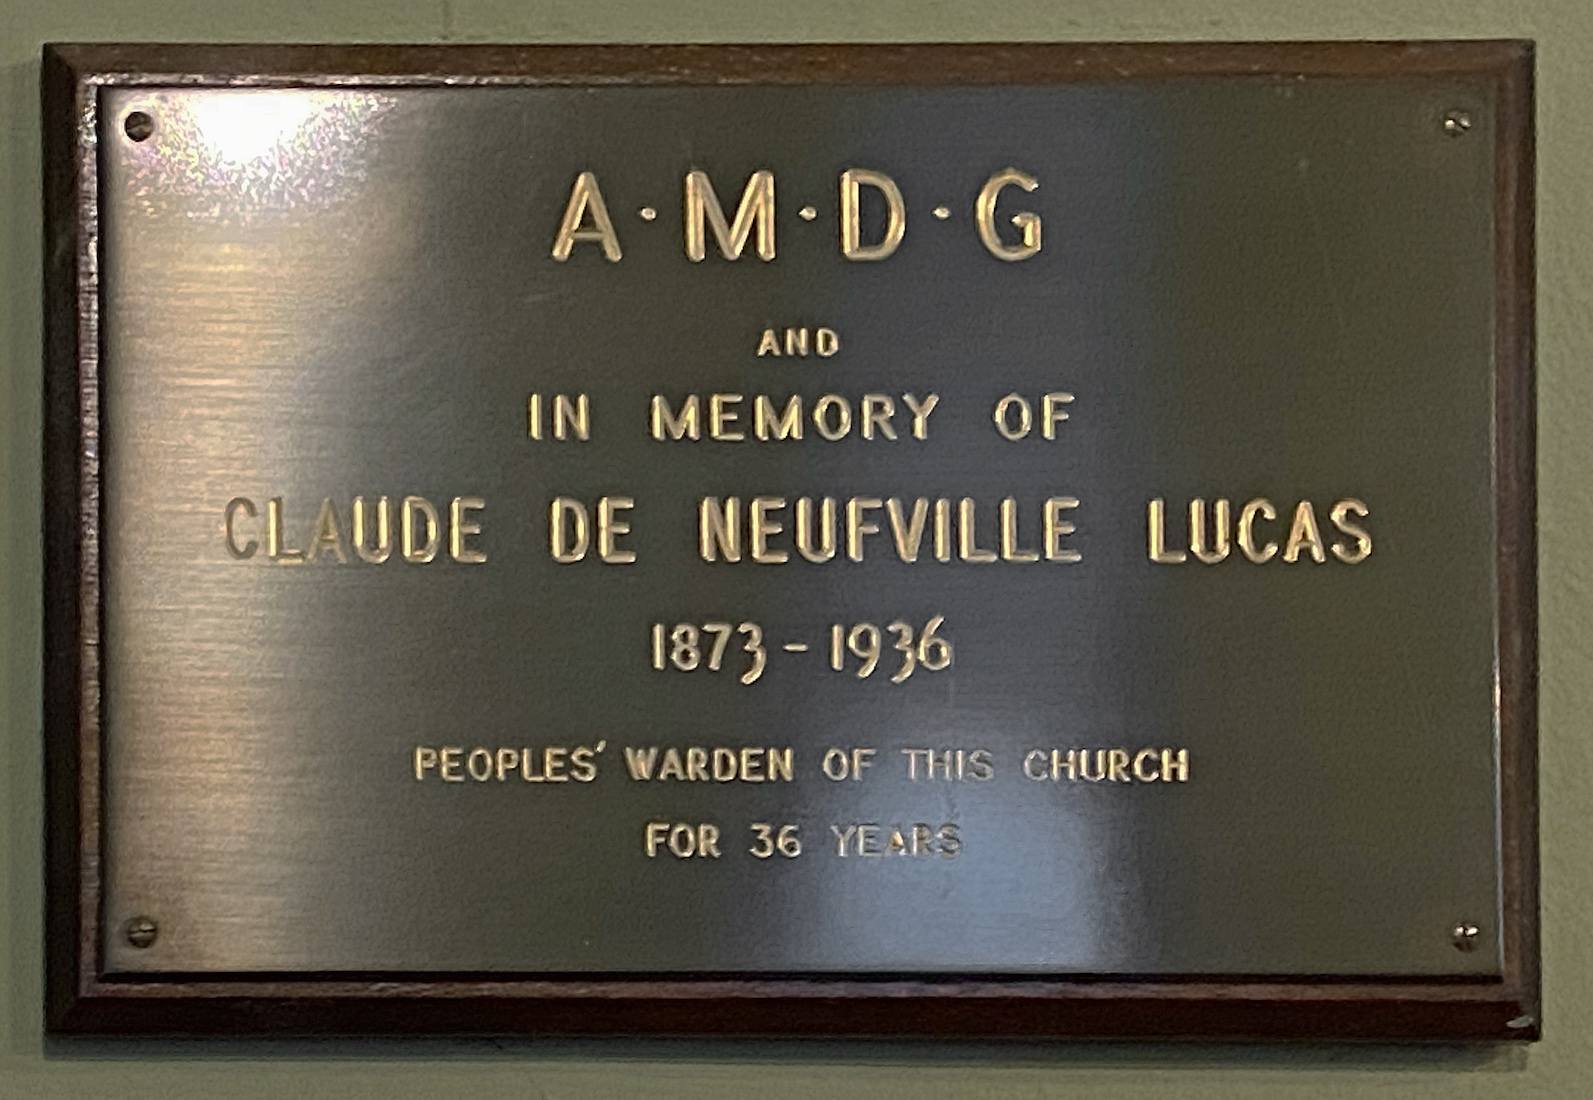 A·M·D·G
AND
IN MEMORY OF
CLAUDE DE NEUFVILLE LUCAS
1873-1936
PEOPLES' WARDEN OF THIS CHURCH
FOR 36 YEARS